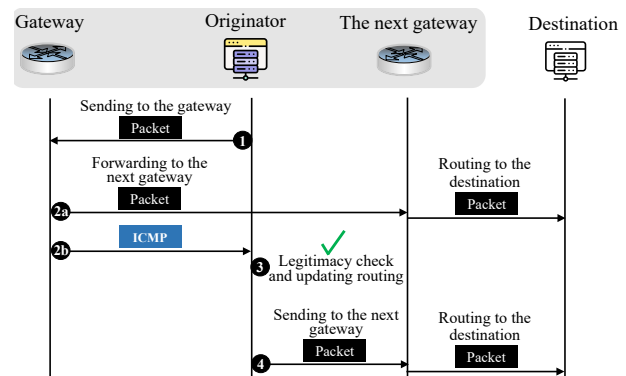 Gateway
Originator
The next gateway
Destination
Sending to the gateway
Packet
1
Forwarding to the
next gateway
Packet
2a
Routing to the
destination
Packet
ICMP
2b
3
Legitimacy check
and updating routing
Sending to the next
gateway
Packet
4
Routing to the
destination
Packet